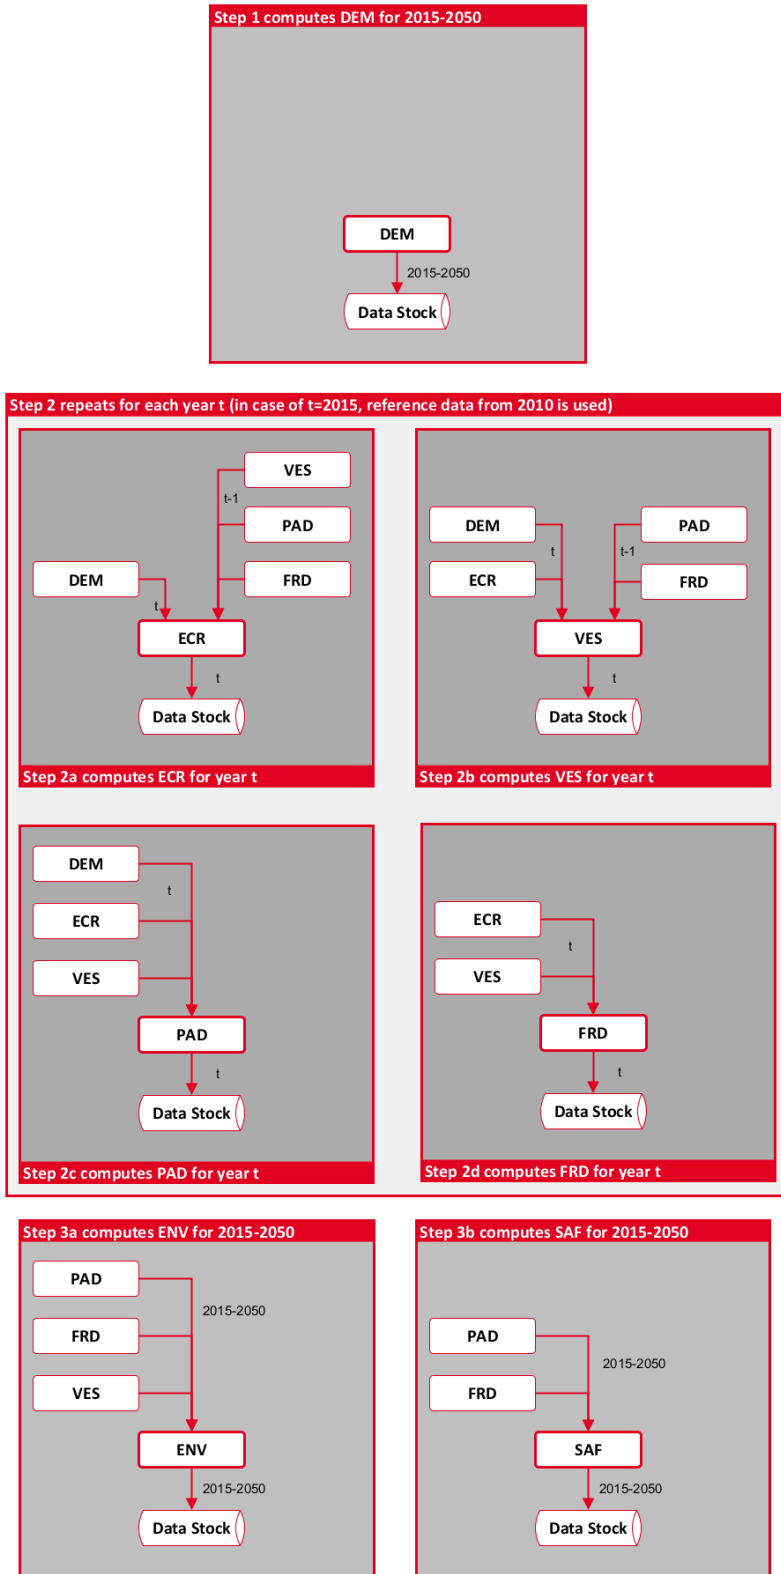 Step 1 computes DEM for 2015-2050
DEM
2015-2050
Data Stock
Step 2 repeats for each year t (in case of t=2015, reference data from 2010 is used)
VES
t-1
PAD
DEM
FRD
t
ECR
t
Data Stock
Step 2a computes ECR for year t
DEM
PAD
t
t-1
ECR
FRD
VES
t
Data Stock
Step 2b computes VES for year t
DEM
t
ECR
VES
PAD
t
Data Stock
Step 2c computes PAD for year t
ECR
t
VES
FRD
t
Data Stock
Step 2d computes FRD for year t
Step 3a computes ENV for 2015-2050
PAD
2015-2050
FRD
VES
ENV
2015-2050
Data Stock
Step 3b computes SAF for 2015-2050
PAD
2015-2050
FRD
SAF
2015-2050
Data Stock